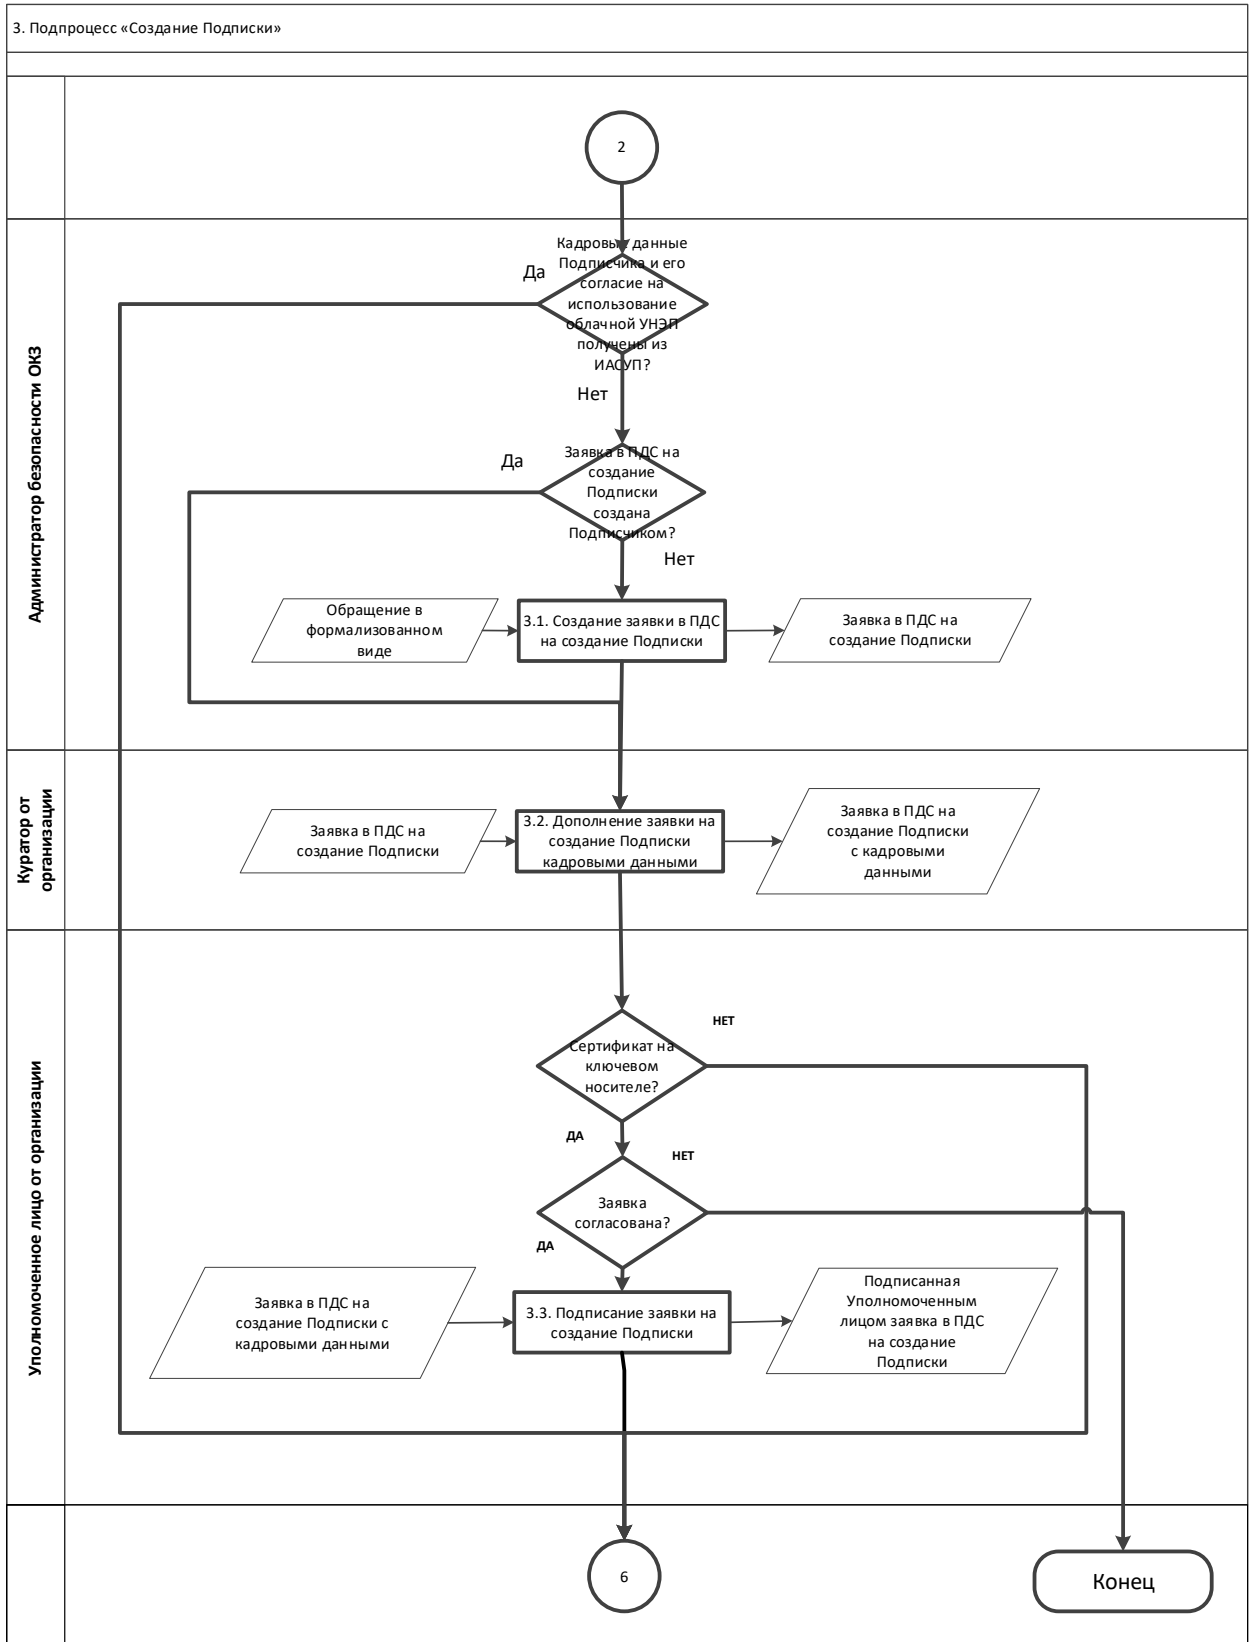 3. Подпроцесс «Создание Подписки»
2
Администратор безопасности ОКЗ
Кадровые данные
Подписчика и его
согласие на
использование
облачной УНЭП
получены из
ИАСУП?
Да
Нет
Заявка в ПДС на
создание
Подписки
создана
Подписчиком?
Да
Нет
Обращение в
формализованном
виде
3.1. Создание заявки в ПДС
на создание Подписки
Заявка в ПДС на
создание Подписки
Куратор от
организации
Заявка в ПДС на
создание Подписки
3.2. Дополнение заявки на
создание Подписки
кадровыми данными
Заявка в ПДС на
создание Подписки
с кадровыми
данными
Уполномоченное лицо от организации
Сертификат на
ключевом
носителе?
НЕТ
ДА
Заявка
согласована?
НЕТ
ДА
Заявка в ПДС на
создание Подписки с
кадровыми данными
3.3. Подписание заявки на
создание Подписки
Подписанная
Уполномоченным
лицом заявка в ПДС
на создание
Подписки
6
Конец